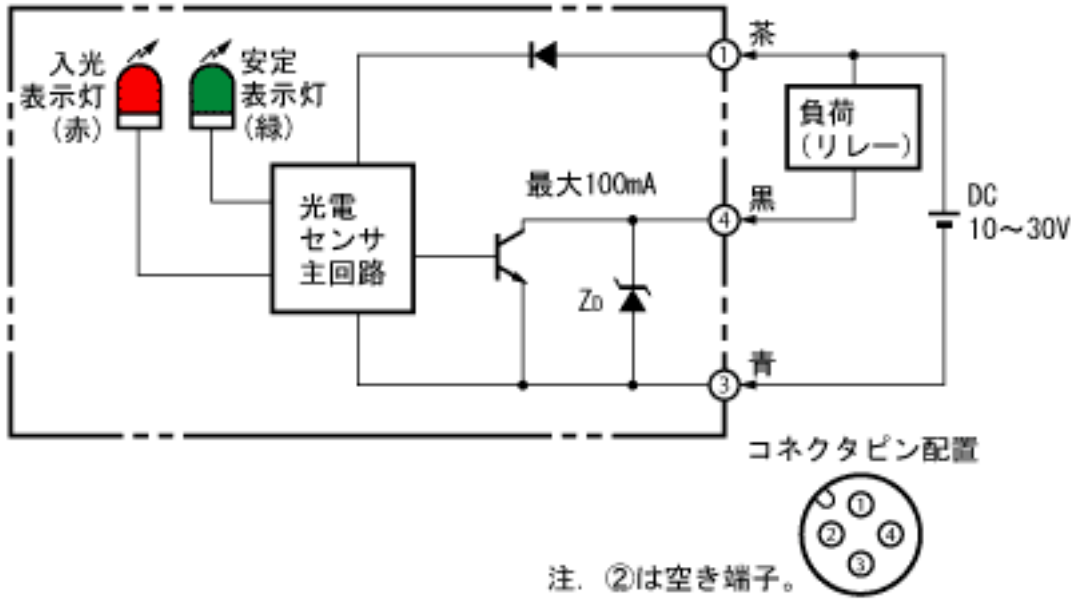 入光
表示灯
(赤)
安定
表示灯
(緑)
光電
センサ
主回路
最大100mA
ZD
①
茶
④
黒
③
青
負荷
(リレー)
DC
10～30V
コネクタピン配置
①
②
④
③
注. ②は空き端子。